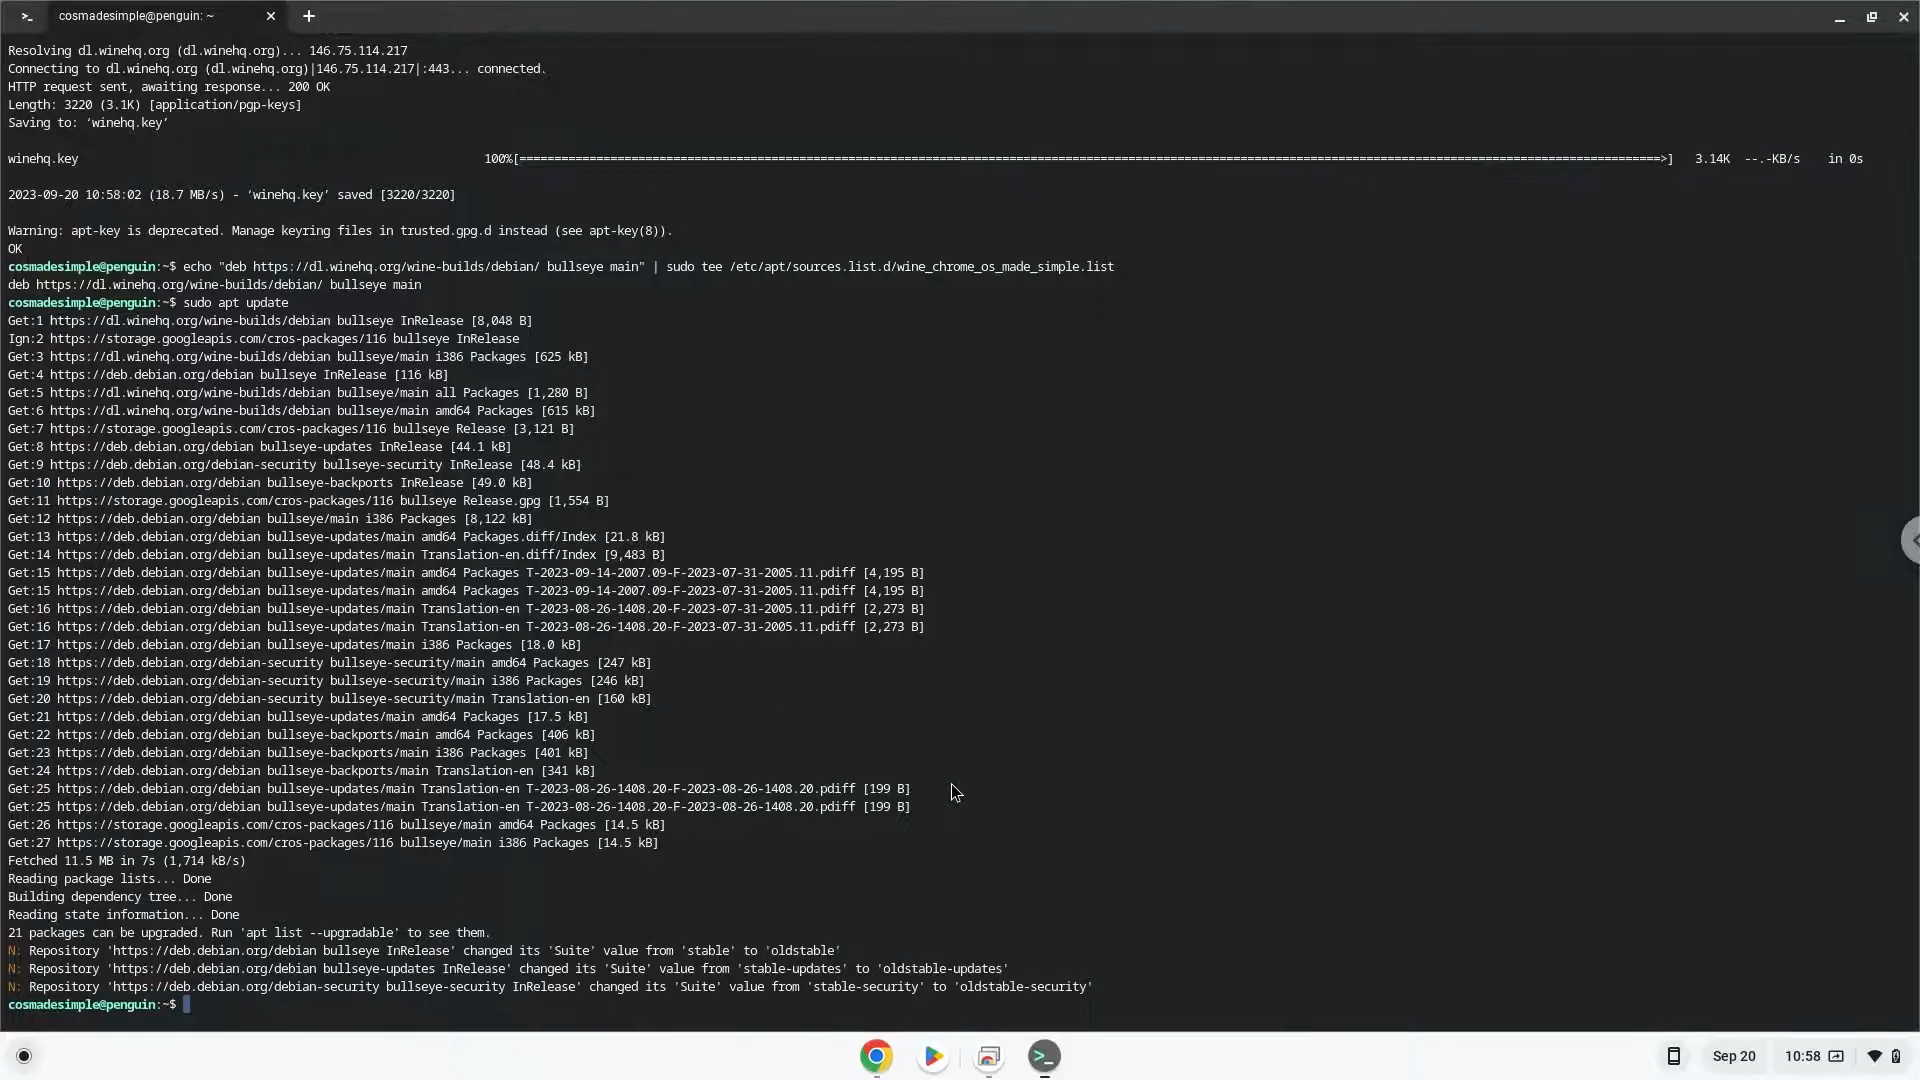 cosmadesimple@penguin: ~
Resolving dl.winehq.org (dl.winehq.org)... 146.75.114.217
Connecting to dl.winehq.org (dl.winehq.org)|146.75.114.217|:443... connected.
HTTP request sent, awaiting response... 200 OK
Length: 3220 (3.1K) [application/pgp-keys]
Saving to: ‘winehq.key’
winehq.key 100%[===================================================================================================================================================================>] 3.14K --.-KB/s in 0s
2023-09-20 10:58:02 (18.7 MB/s) - ‘winehq.key’ saved [3220/3220]
Warning: apt-key is deprecated. Manage keyring files in trusted.gpg.d instead (see apt-key(8)).
OK
cosmadesimple@penguin:~$ echo "deb https://dl.winehq.org/wine-builds/debian/ bullseye main" | sudo tee /etc/apt/sources.list.d/wine_chrome_os_made_simple.list
deb https://dl.winehq.org/wine-builds/debian/ bullseye main
cosmadesimple@penguin:~$ sudo apt update
Get:1 https://dl.winehq.org/wine-builds/debian bullseye InRelease [8,048 B]
Ign:2 https://storage.googleapis.com/cros-packages/116 bullseye InRelease
Get:3 https://dl.winehq.org/wine-builds/debian bullseye/main i386 Packages [625 kB]
Get:4 https://deb.debian.org/debian bullseye InRelease [116 kB]
Get:5 https://dl.winehq.org/wine-builds/debian bullseye/main all Packages [1,280 B]
Get:6 https://dl.winehq.org/wine-builds/debian bullseye/main amd64 Packages [615 kB]
Get:7 https://storage.googleapis.com/cros-packages/116 bullseye Release [3,121 B]
Get:8 https://deb.debian.org/debian bullseye-updates InRelease [44.1 kB]
Get:9 https://deb.debian.org/debian-security bullseye-security InRelease [48.4 kB]
Get:10 https://deb.debian.org/debian bullseye-backports InRelease [49.0 kB]
Get:11 https://storage.googleapis.com/cros-packages/116 bullseye Release.gpg [1,554 B]
Get:12 https://deb.debian.org/debian bullseye/main i386 Packages [8,122 kB]
Get:13 https://deb.debian.org/debian bullseye-updates/main amd64 Packages.diff/Index [21.8 kB]
Get:14 https://deb.debian.org/debian bullseye-updates/main Translation-en.diff/Index [9,483 B]
Get:15 https://deb.debian.org/debian bullseye-updates/main amd64 Packages T-2023-09-14-2007.09-F-2023-07-31-2005.11.pdiff [4,195 B]
Get:15 https://deb.debian.org/debian bullseye-updates/main amd64 Packages T-2023-09-14-2007.09-F-2023-07-31-2005.11.pdiff [4,195 B]
Get:16 https://deb.debian.org/debian bullseye-updates/main Translation-en T-2023-08-26-1408.20-F-2023-07-31-2005.11.pdiff [2,273 B]
Get:16 https://deb.debian.org/debian bullseye-updates/main Translation-en T-2023-08-26-1408.20-F-2023-07-31-2005.11.pdiff [2,273 B]
Get:17 https://deb.debian.org/debian bullseye-updates/main i386 Packages [18.0 kB]
Get:18 https://deb.debian.org/debian-security bullseye-security/main amd64 Packages [247 kB]
Get:19 https://deb.debian.org/debian-security bullseye-security/main i386 Packages [246 kB]
Get:20 https://deb.debian.org/debian-security bullseye-security/main Translation-en [160 kB]
Get:21 https://deb.debian.org/debian bullseye-updates/main amd64 Packages [17.5 kB]
Get:22 https://deb.debian.org/debian bullseye-backports/main amd64 Packages [406 kB]
Get:23 https://deb.debian.org/debian bullseye-backports/main i386 Packages [401 kB]
Get:24 https://deb.debian.org/debian bullseye-backports/main Translation-en [341 kB]
Get:25 https://deb.debian.org/debian bullseye-updates/main Translation-en T-2023-08-26-1408.20-F-2023-08-26-1408.20.pdiff [199 B]
Get:25 https://deb.debian.org/debian bullseye-updates/main Translation-en T-2023-08-26-1408.20-F-2023-08-26-1408.20.pdiff [199 B]
Get:26 https://storage.googleapis.com/cros-packages/116 bullseye/main amd64 Packages [14.5 kB]
Get:27 https://storage.googleapis.com/cros-packages/116 bullseye/main i386 Packages [14.5 kB]
Fetched 11.5 MB in 7s (1,714 kB/s)
Reading package lists... Done
Building dependency tree... Done
Reading state information... Done
21 packages can be upgraded. Run 'apt list --upgradable' to see them.
N: Repository 'https://deb.debian.org/debian bullseye InRelease' changed its 'Suite' value from 'stable' to 'oldstable'
N: Repository 'https://deb.debian.org/debian bullseye-updates InRelease' changed its 'Suite' value from 'stable-updates' to 'oldstable-updates'
N: Repository 'https://deb.debian.org/debian-security bullseye-security InRelease' changed its 'Suite' value from 'stable-security' to 'oldstable-security'
cosmadesimple@penguin:~$
Sep 20 10:58